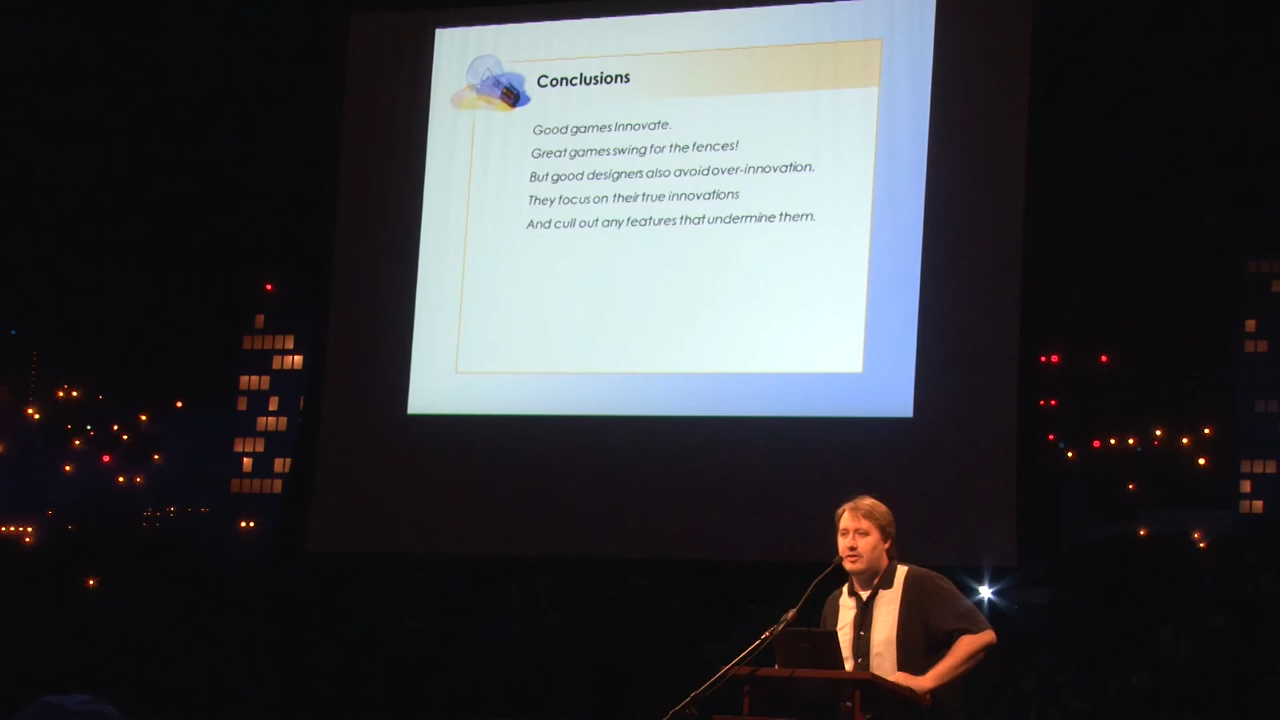 Conclusions
Good games Innovate.
Great games swing for the fences!
But good designers also avoid over-innovation.
They focus on their true innovations
And cull out any features that undermine them.